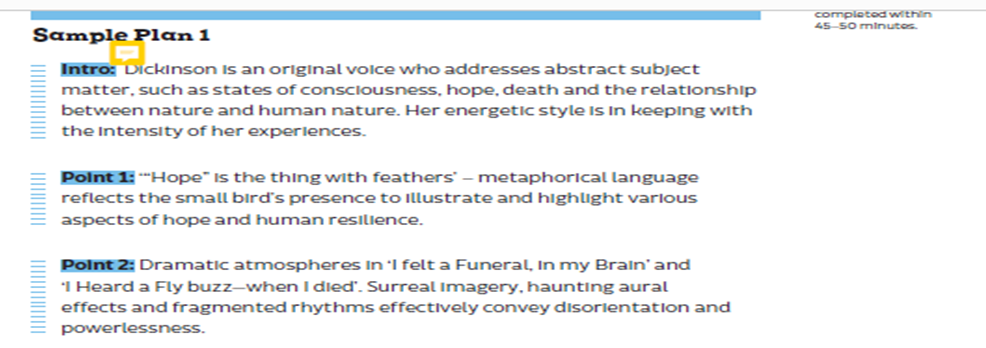 completed within
45–50 minutes.
Sample Plan 1
Intro: Dickinson is an original voice who addresses abstract subject
matter, such as states of consciousness, hope, death and the relationship
between nature and human nature. Her energetic style is in keeping with
the intensity of her experiences.
Point 1: ‘“Hope” is the thing with feathers’ – metaphorical language
reflects the small bird’s presence to illustrate and highlight various
aspects of hope and human resilience.
Point 2: Dramatic atmospheres in ‘I felt a Funeral, in my Brain’ and
‘I Heard a Fly buzz—when I died’. Surreal imagery, haunting aural
effects and fragmented rhythms effectively convey disorientation and
powerlessness.